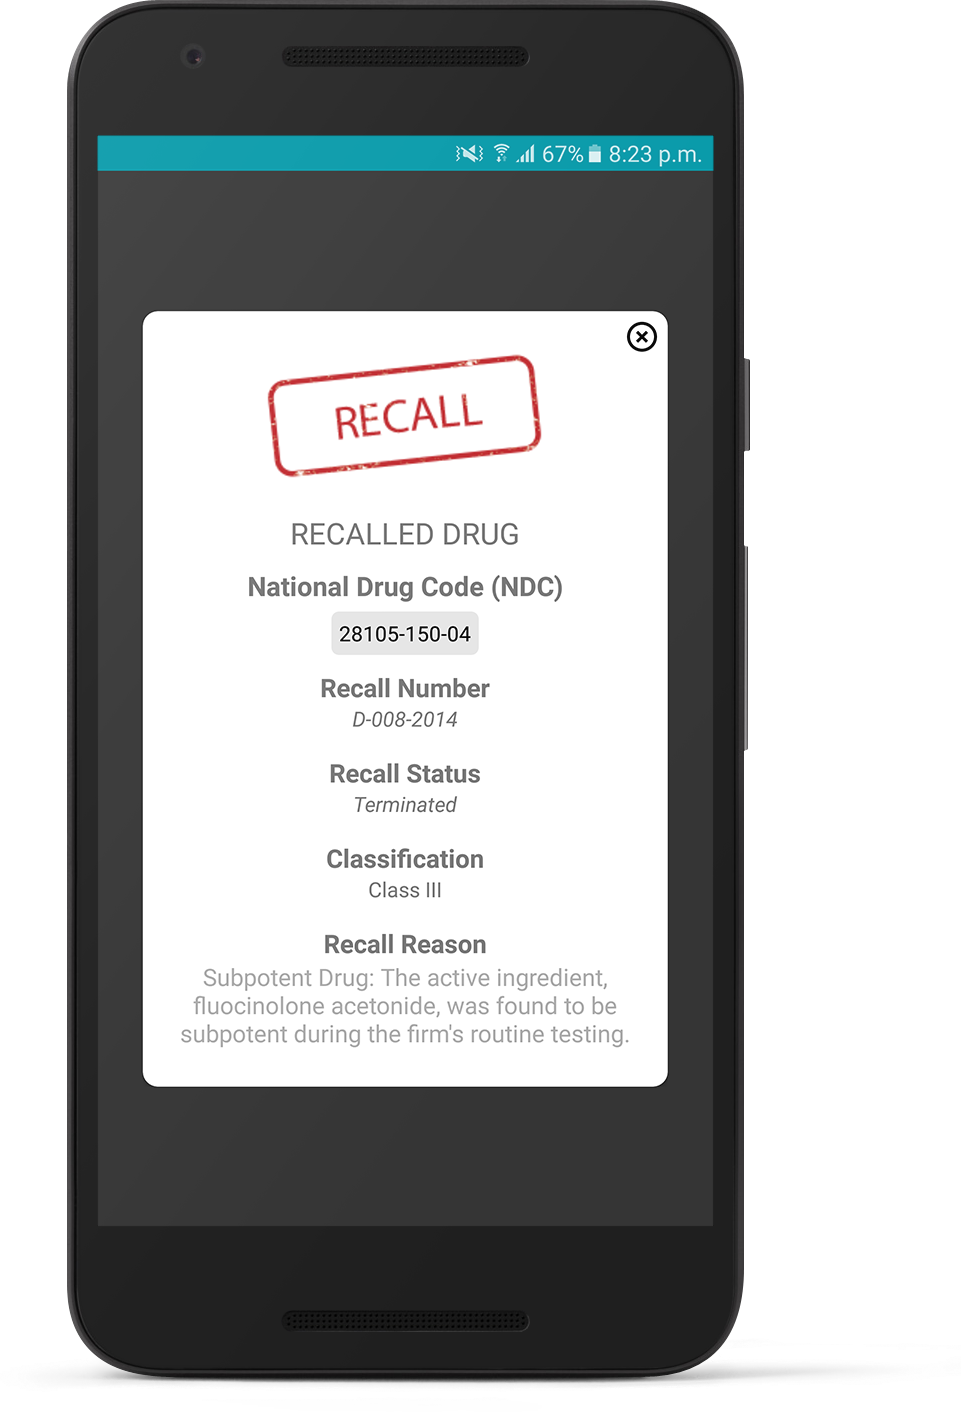 67% 8:23 p.m.
RECALL
RECALLED DRUG
National Drug Code (NDC)
28105-150-04
Recall Number
D-008-2014
Recall Status
Terminated
Classification
Class III
Recall Reason
Subpotent Drug: The active ingredient,
fluocinolone acetonide, was found to be
subpotent during the firm's routine testing.